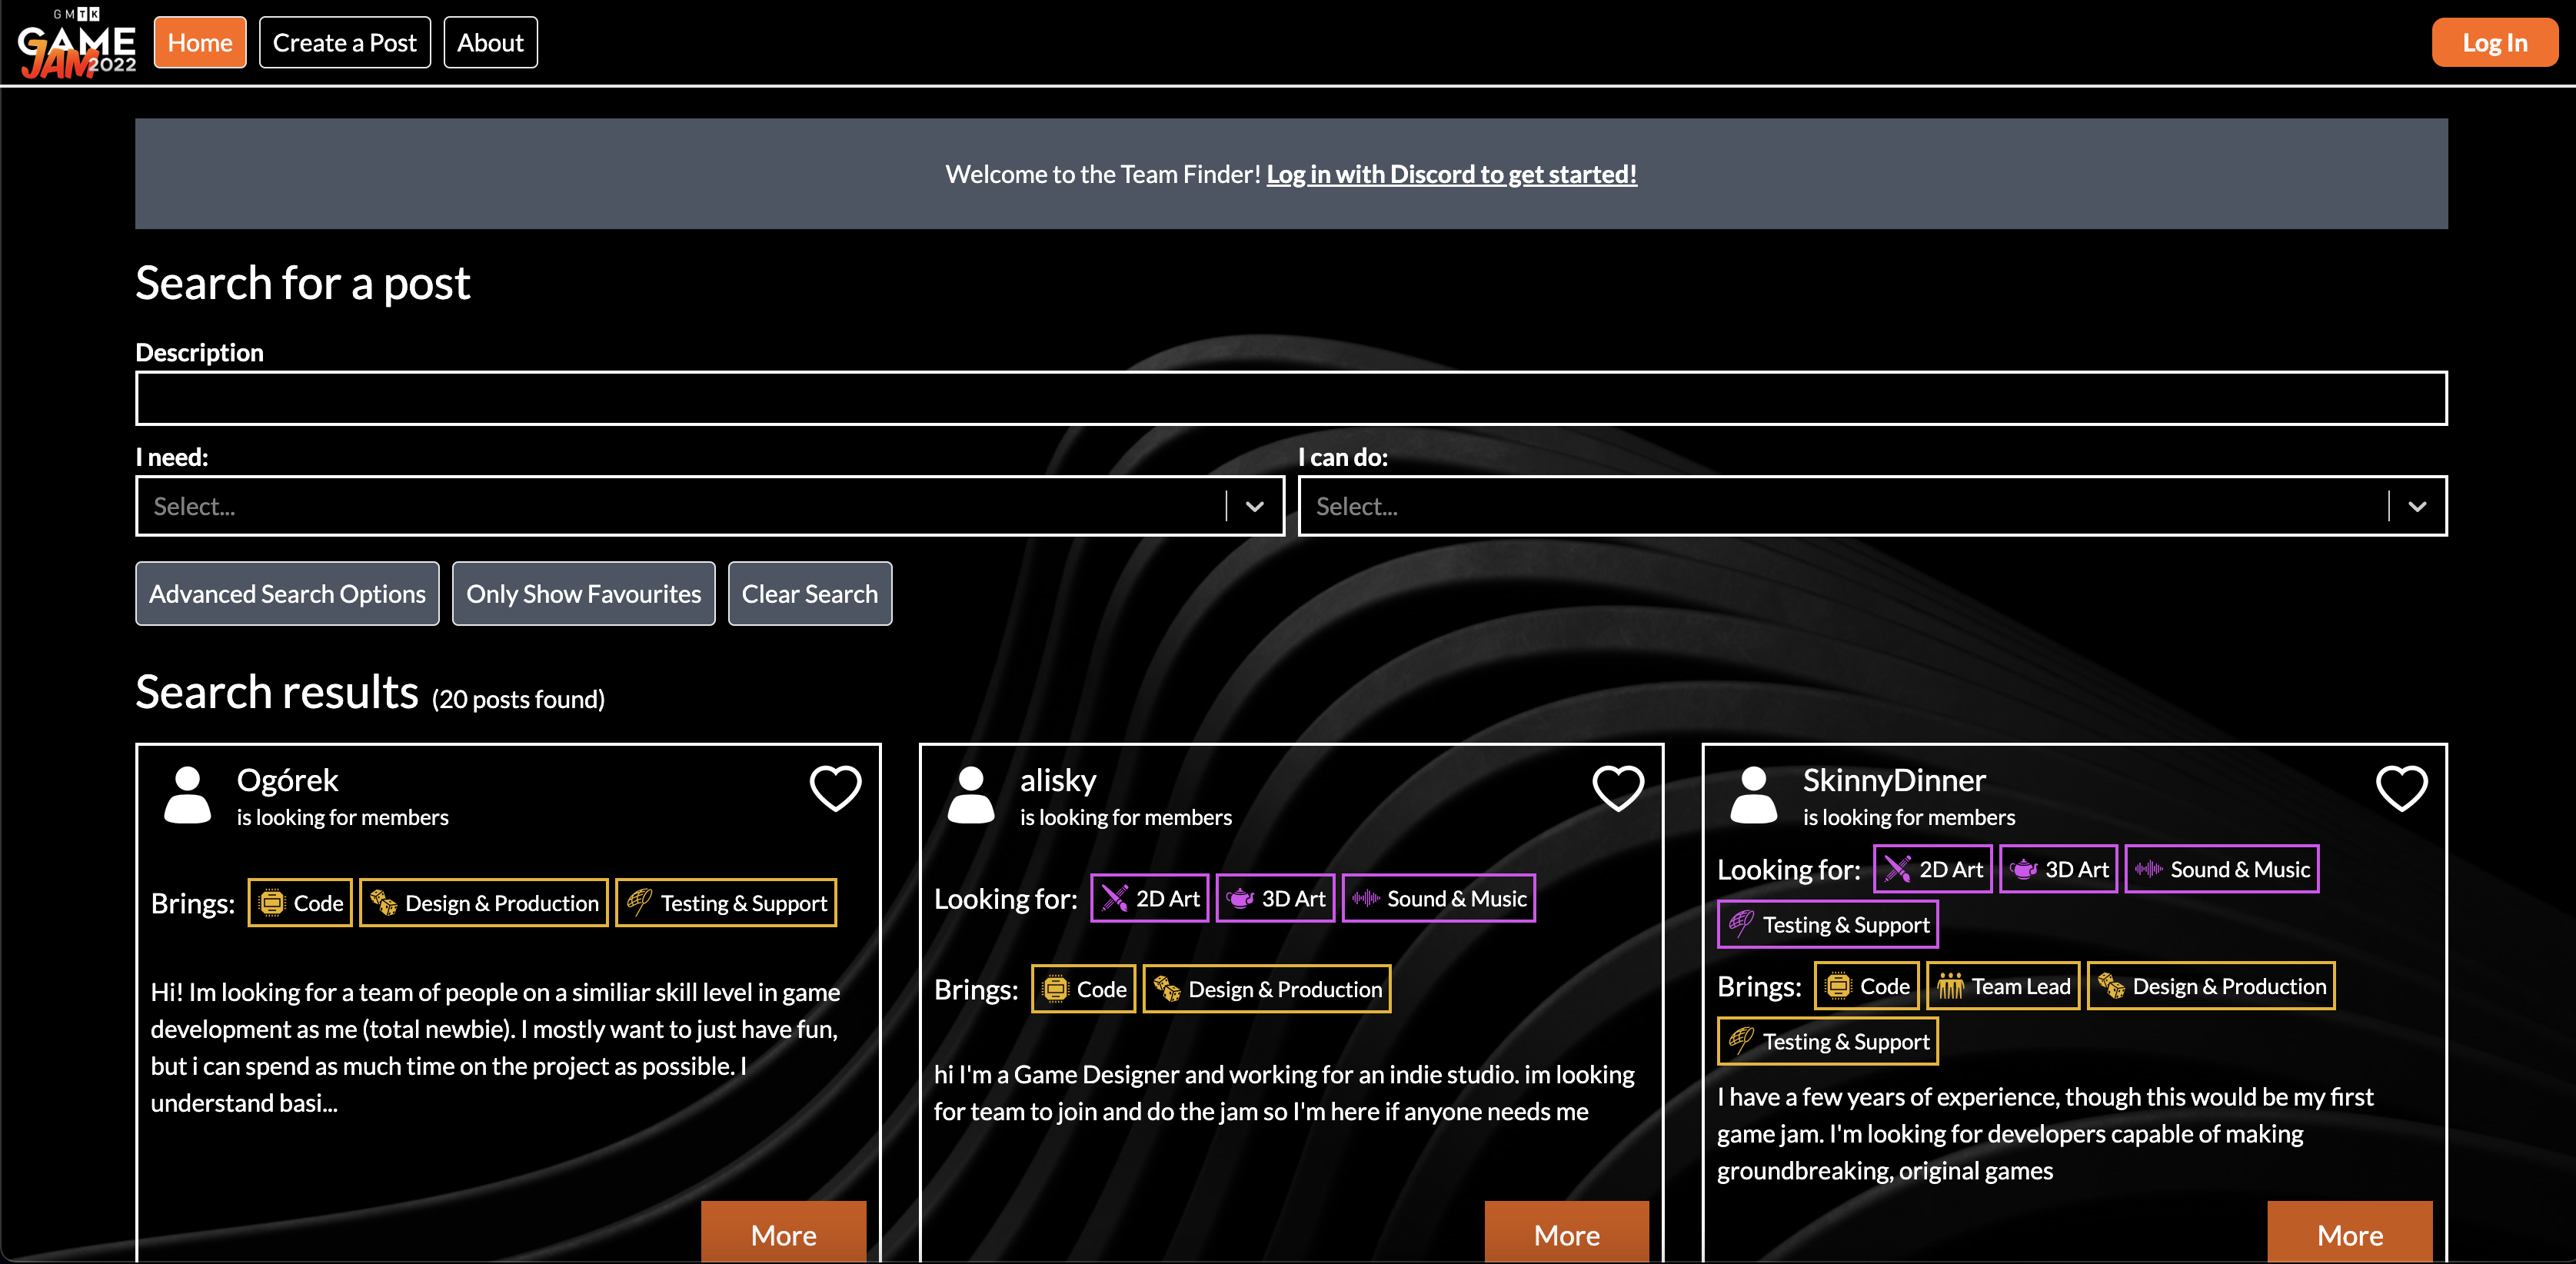 GMTK
GAME
JAM 2022
Home
Create a Post
About
Log In
Welcome to the Team Finder! Log in with Discord to get started!
Search for a post
Description
I need:
I can do:
Select...
Select...
Advanced Search Options
Only Show Favourites
Clear Search
Search results (20 posts found)
Ogórek
is looking for members
Brings: Code Design & Production Testing & Support
Hi! Im looking for a team of people on a similiar skill level in game
development as me (total newbie). I mostly want to just have fun,
but i can spend as much time on the project as possible. I
understand basi...
More
alisky
is looking for members
Looking for: 2D Art 3D Art Sound & Music
Brings: Code Design & Production
hi I'm a Game Designer and working for an indie studio. im looking
for team to join and do the jam so I'm here if anyone needs me
More
SkinnyDinner
is looking for members
Looking for: 2D Art 3D Art Sound & Music
Testing & Support
Brings: Code Team Lead Design & Production
Testing & Support
I have a few years of experience, though this would be my first
game jam. I'm looking for developers capable of making
groundbreaking, original games
More